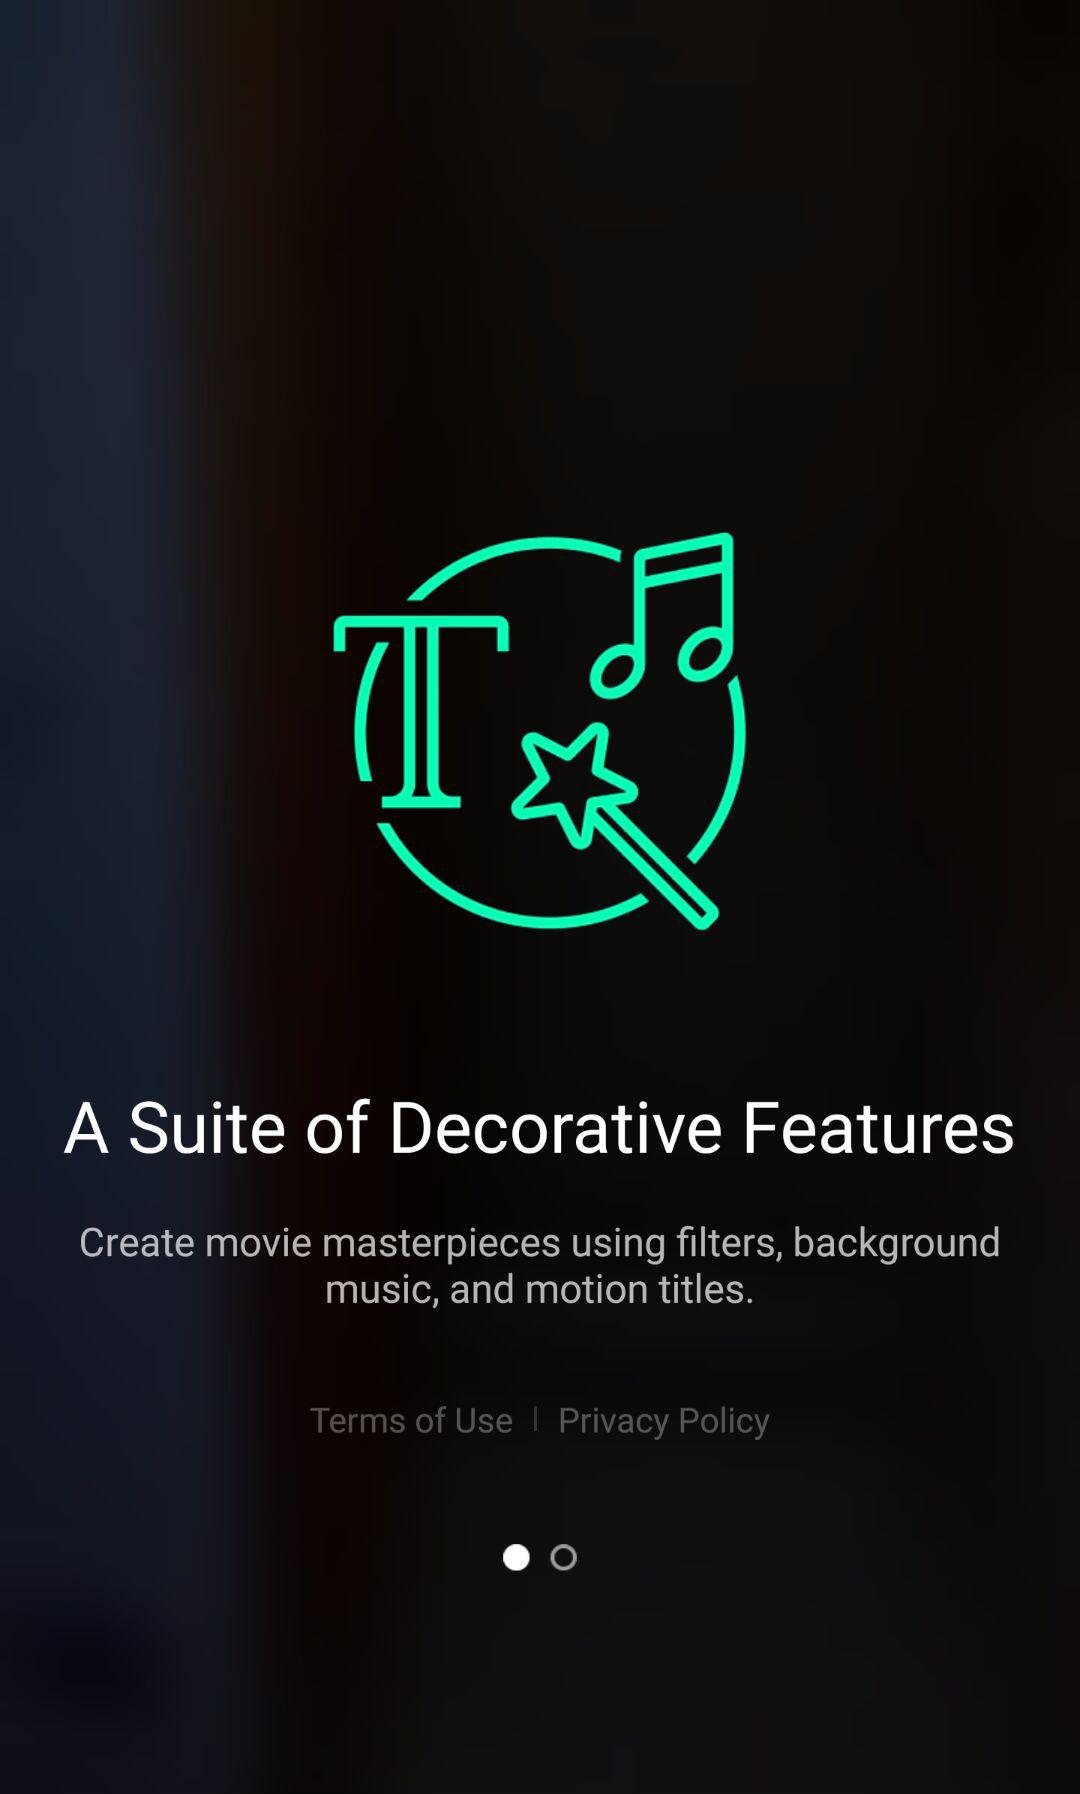 A Suite of Decorative Features
Create movie masterpieces using filters, background
music, and motion titles.
Terms of Use | Privacy Policy